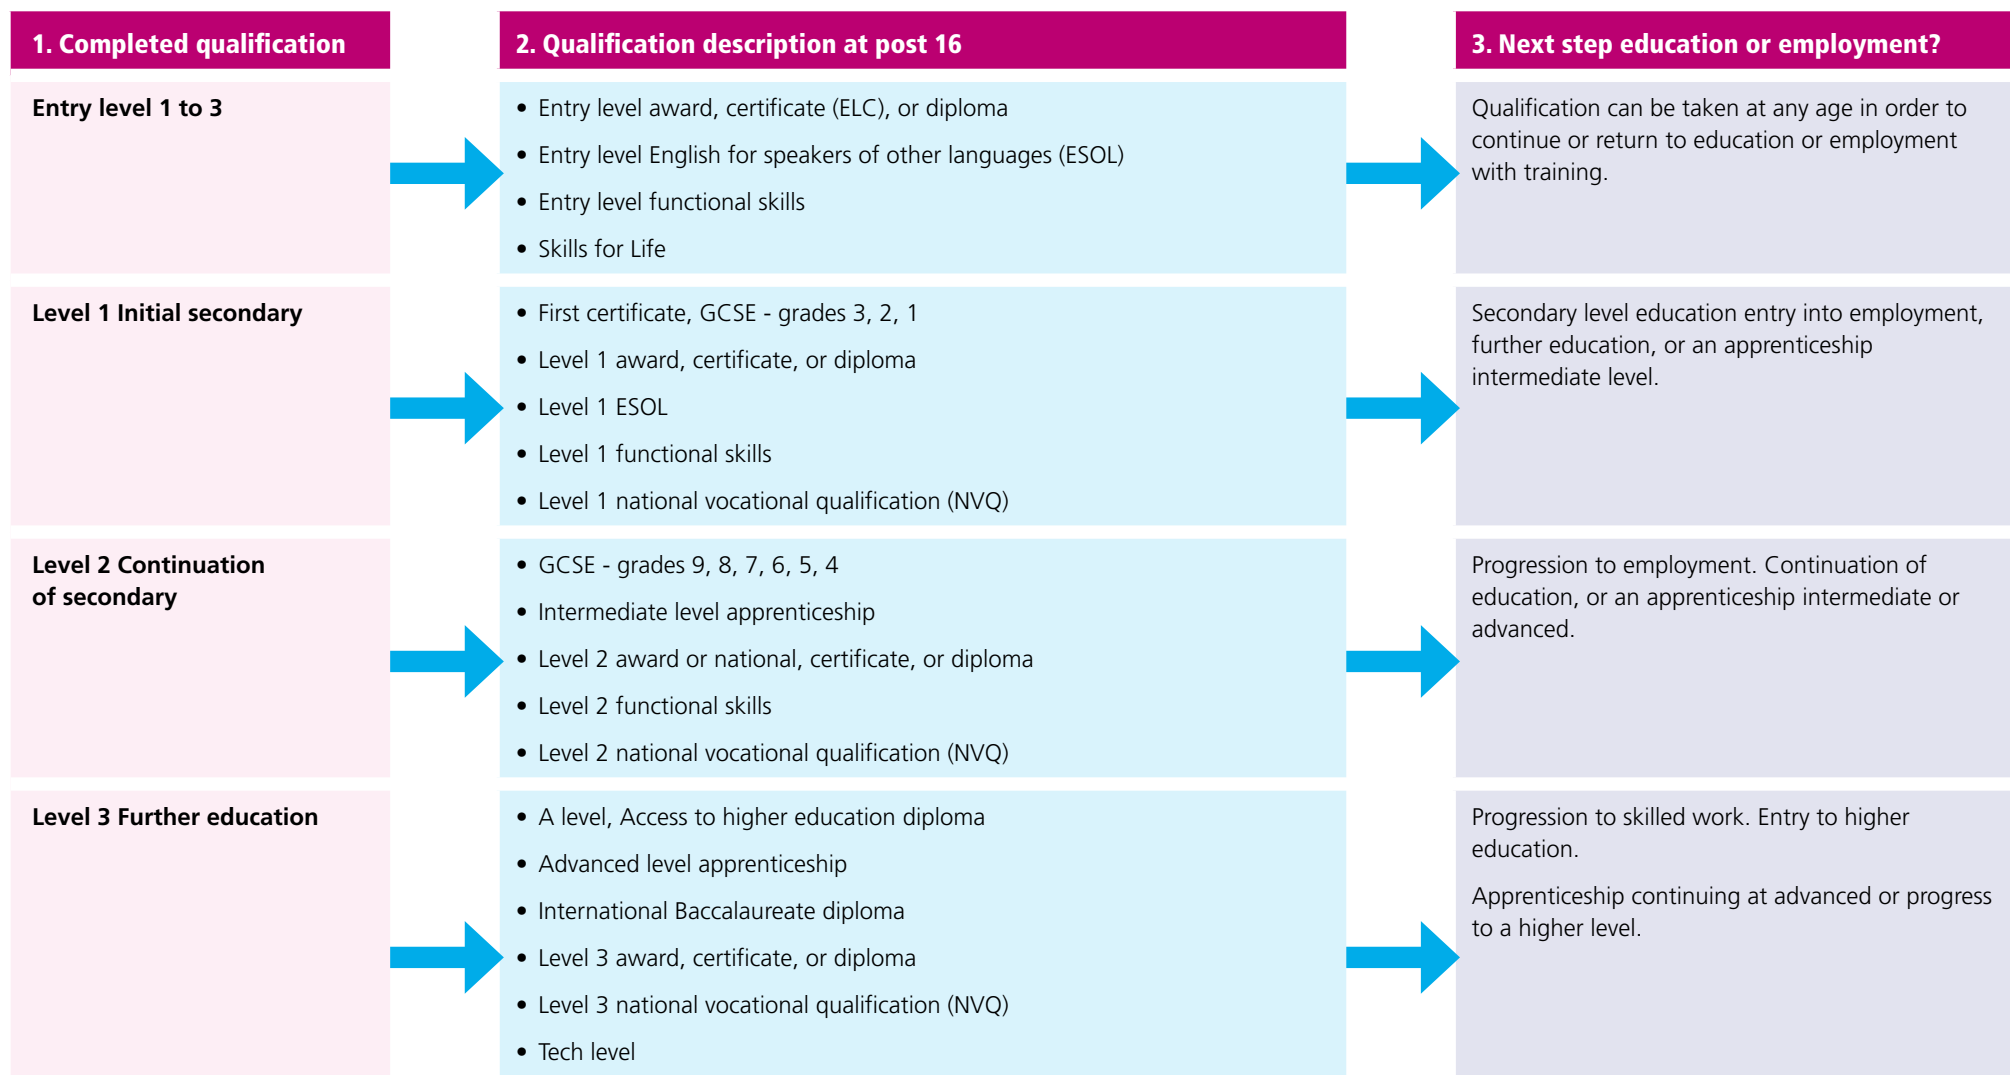 1. Completed qualification
2. Qualification description at post 16
3. Next step education or employment?
Entry level 1 to 3
• Entry level award, certificate (ELC), or diploma
• Entry level English for speakers of other languages (ESOL)
• Entry level functional skills
• Skills for Life
Qualification can be taken at any age in order to
continue or return to education or employment
with training.
Level 1 Initial secondary
• First certificate, GCSE - grades 3, 2, 1
• Level 1 award, certificate, or diploma
• Level 1 ESOL
• Level 1 functional skills
• Level 1 national vocational qualification (NVQ)
Secondary level education entry into employment,
further education, or an apprenticeship
intermediate level.
Level 2 Continuation
of secondary
• GCSE - grades 9, 8, 7, 6, 5, 4
• Intermediate level apprenticeship
• Level 2 award or national, certificate, or diploma
• Level 2 functional skills
• Level 2 national vocational qualification (NVQ)
Progression to employment. Continuation of
education, or an apprenticeship intermediate or
advanced.
Level 3 Further education
• A level, Access to higher education diploma
• Advanced level apprenticeship
• International Baccalaureate diploma
• Level 3 award, certificate, or diploma
• Level 3 national vocational qualification (NVQ)
• Tech level
Progression to skilled work. Entry to higher
education.
Apprenticeship continuing at advanced or progress
to a higher level.